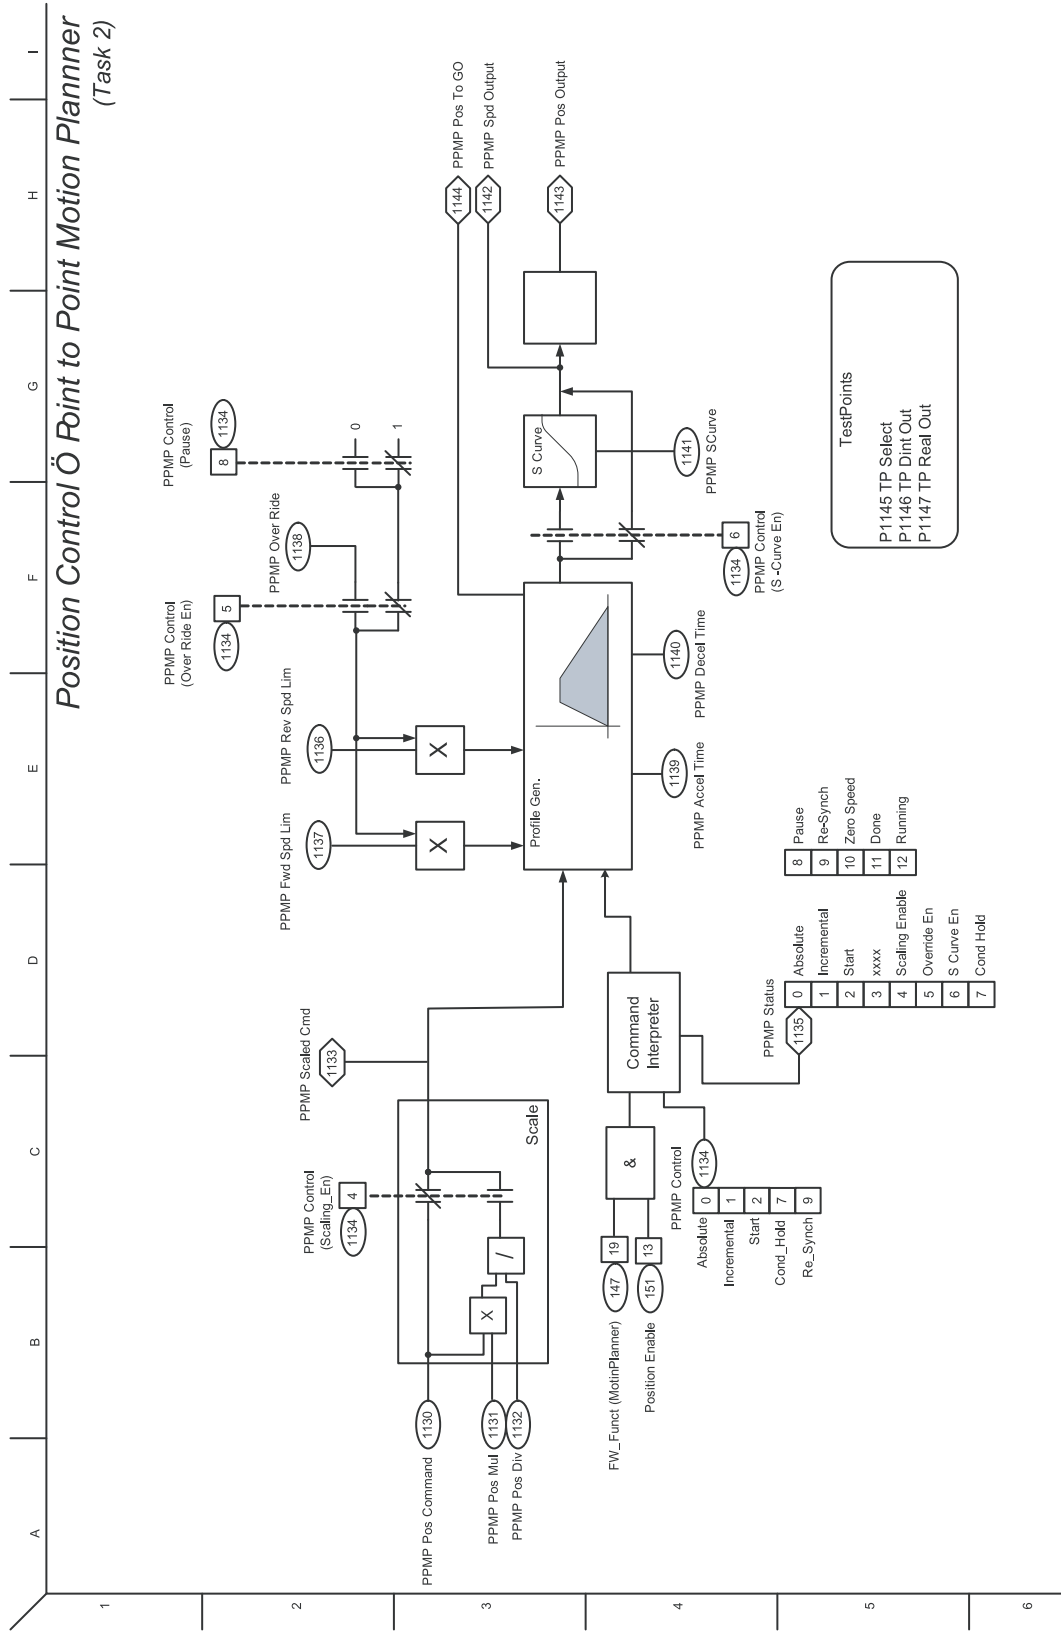 A
B
C
D
E
F
G
H
I
1
2
3
4
5
6
Position Control Ö Point to Point Motion Plannner
(Task 2)
PPMP Control
(Pause)
8
1134
0
1
PPMP Control
(Over Ride En)
1134
5
PPMP Over Ride
1138
PPMP Rev Spd Lim
1136
PPMP Fwd Spd Lim
1137
X
X
PPMP Scaled Cmd
1133
PPMP Control
(Scaling_En)
1134
4
Scale
X
/
PPMP Pos Command
1130
PPMP Pos Mul
1131
PPMP Pos Div
1132
Profile Gen.
1139
PPMP Accel Time
1140
PPMP Decel Time
S Curve
1141
PPMP SCurve
6
1134
PPMP Control
(S -Curve En)
1144
PPMP Pos To GO
1142
PPMP Spd Output
1143
PPMP Pos Output
FW_Funct (MotinPlanner)
147
19
Position Enable
151
13
&
Command
Interpreter
PPMP Control
1134
Absolute 0
Incremental 1
Start 2
Cond_Hold 7
Re_Synch 9
PPMP Status
1135
0 Absolute
1 Incremental
2 Start
3 xxxx
4 Scaling Enable
5 Override En
6 S Curve En
7 Cond Hold
8 Pause
9 Re-Synch
10 Zero Speed
11 Done
12 Running
TestPoints
P1145 TP Select
P1146 TP Dint Out
P1147 TP Real Out